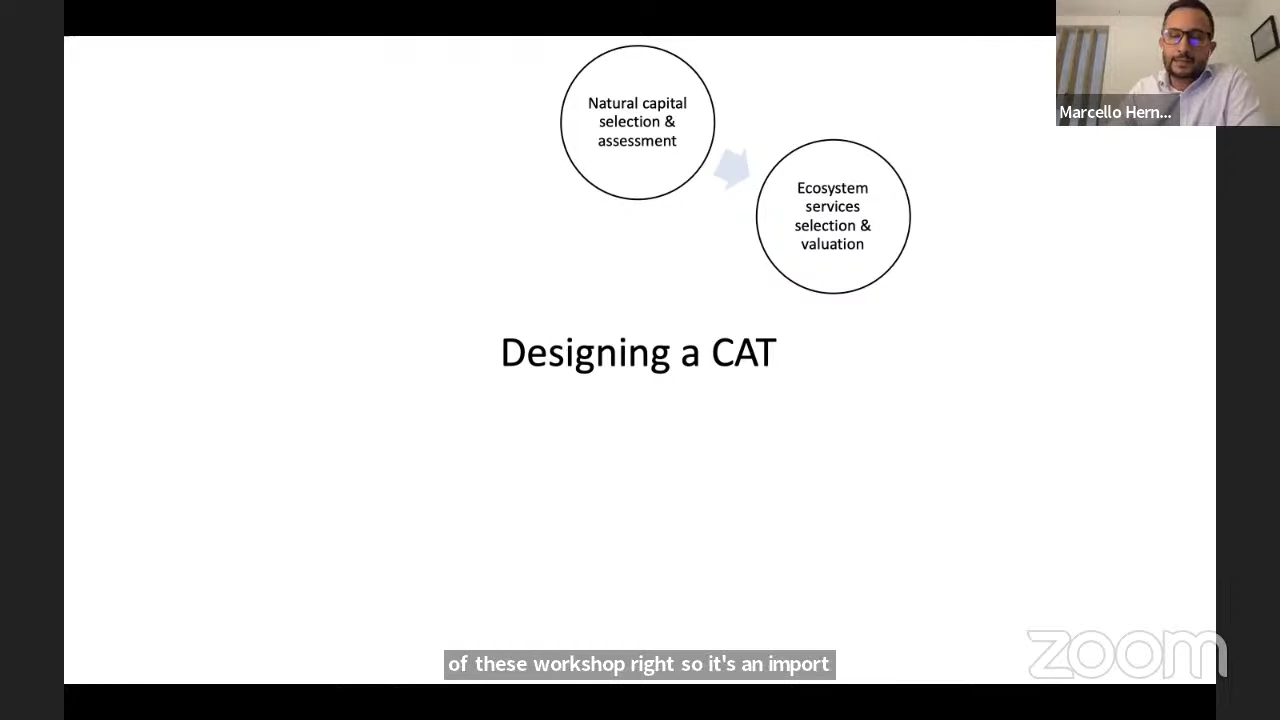 Natural capital
selection &
assessment
Marcello Hern...
Ecosystem
services
selection &
valuation
Designing a CAT
of these workshop right so it's an import
zoom